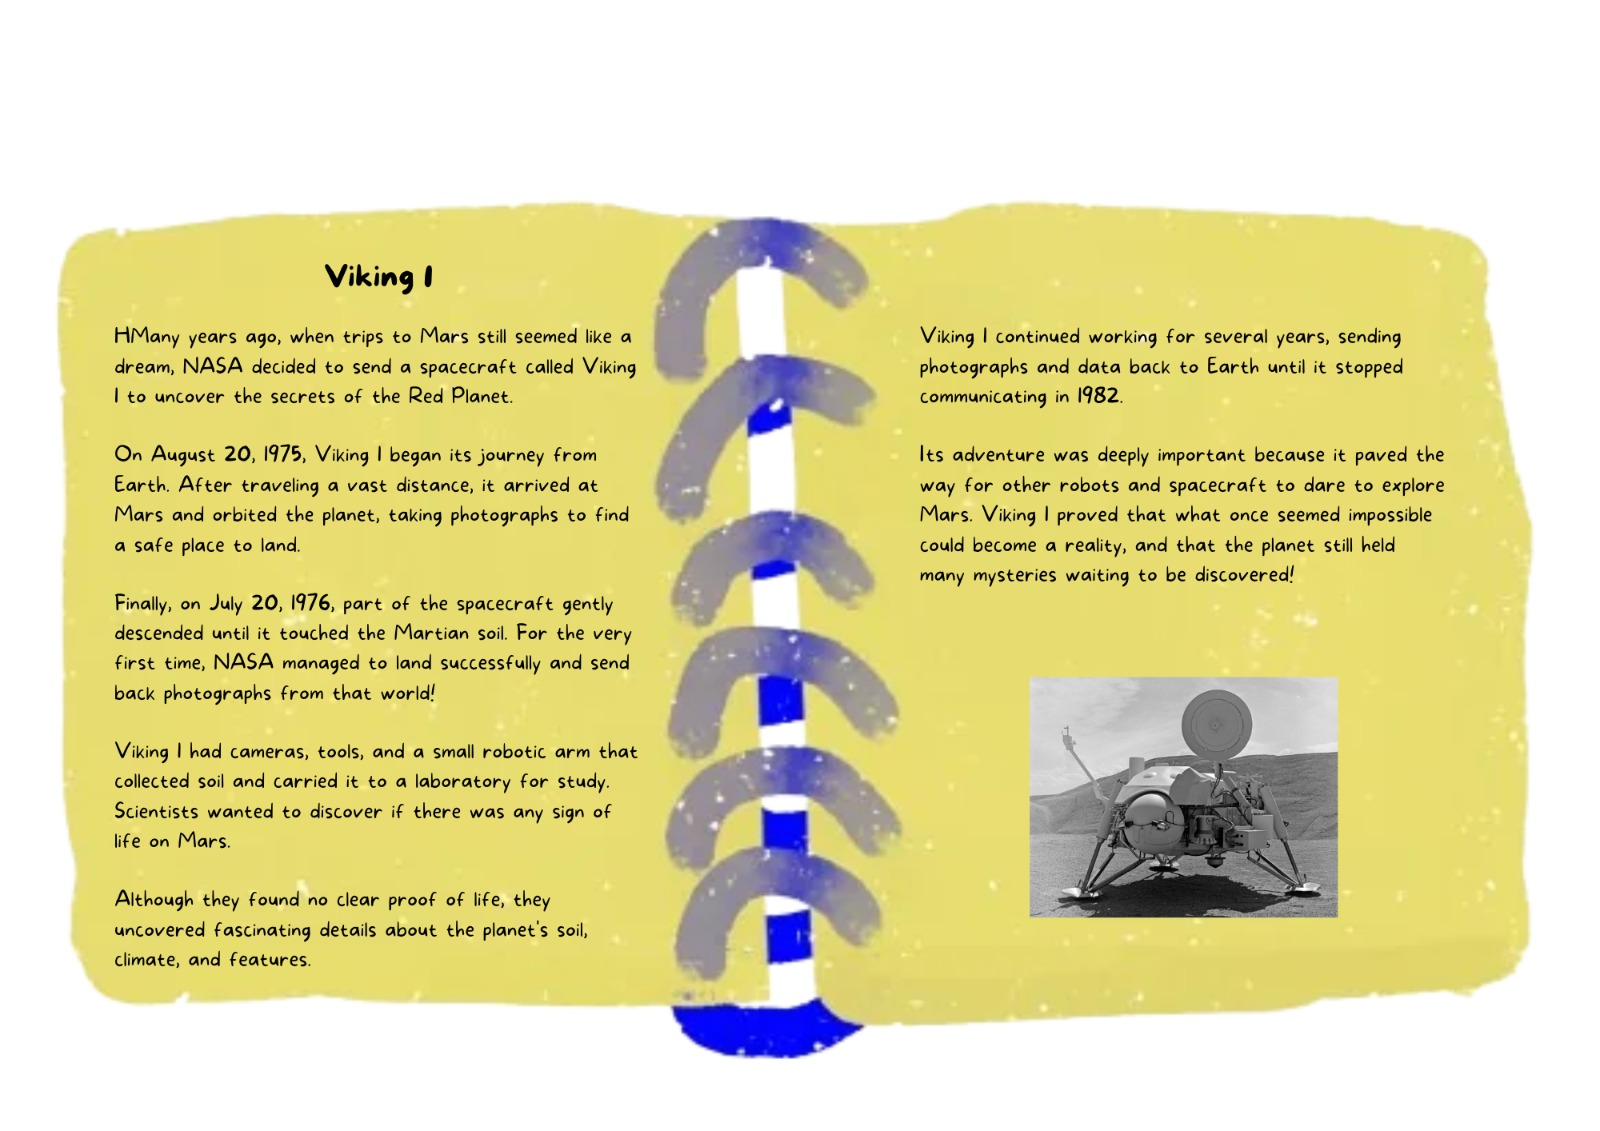 Viking 1
HMany years ago, when trips to Mars still seemed like a
dream, NASA decided to send a spacecraft called Viking
1 to uncover the secrets of the Red Planet.
On August 20, 1975, Viking 1 began its journey from
Earth. After traveling a vast distance, it arrived at
Mars and orbited the planet, taking photographs to find
a safe place to land.
Finally, on July 20, 1976, part of the spacecraft gently
descended until it touched the Martian soil. For the very
first time, NASA managed to land successfully and send
back photographs from that world!
Viking 1 had cameras, tools, and a small robotic arm that
collected soil and carried it to a laboratory for study.
Scientists wanted to discover if there was any sign of
life on Mars.
Although they found no clear proof of life, they
uncovered fascinating details about the planet's soil,
climate, and features.
Viking 1 continued working for several years, sending
photographs and data back to Earth until it stopped
communicating in 1982.
Its adventure was deeply important because it paved the
way for other robots and spacecraft to dare to explore
Mars. Viking 1 proved that what once seemed impossible
could become a reality, and that the planet still held
many mysteries waiting to be discovered!